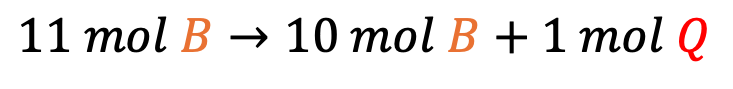 11 mol B → 10 mol B + 1 mol Q